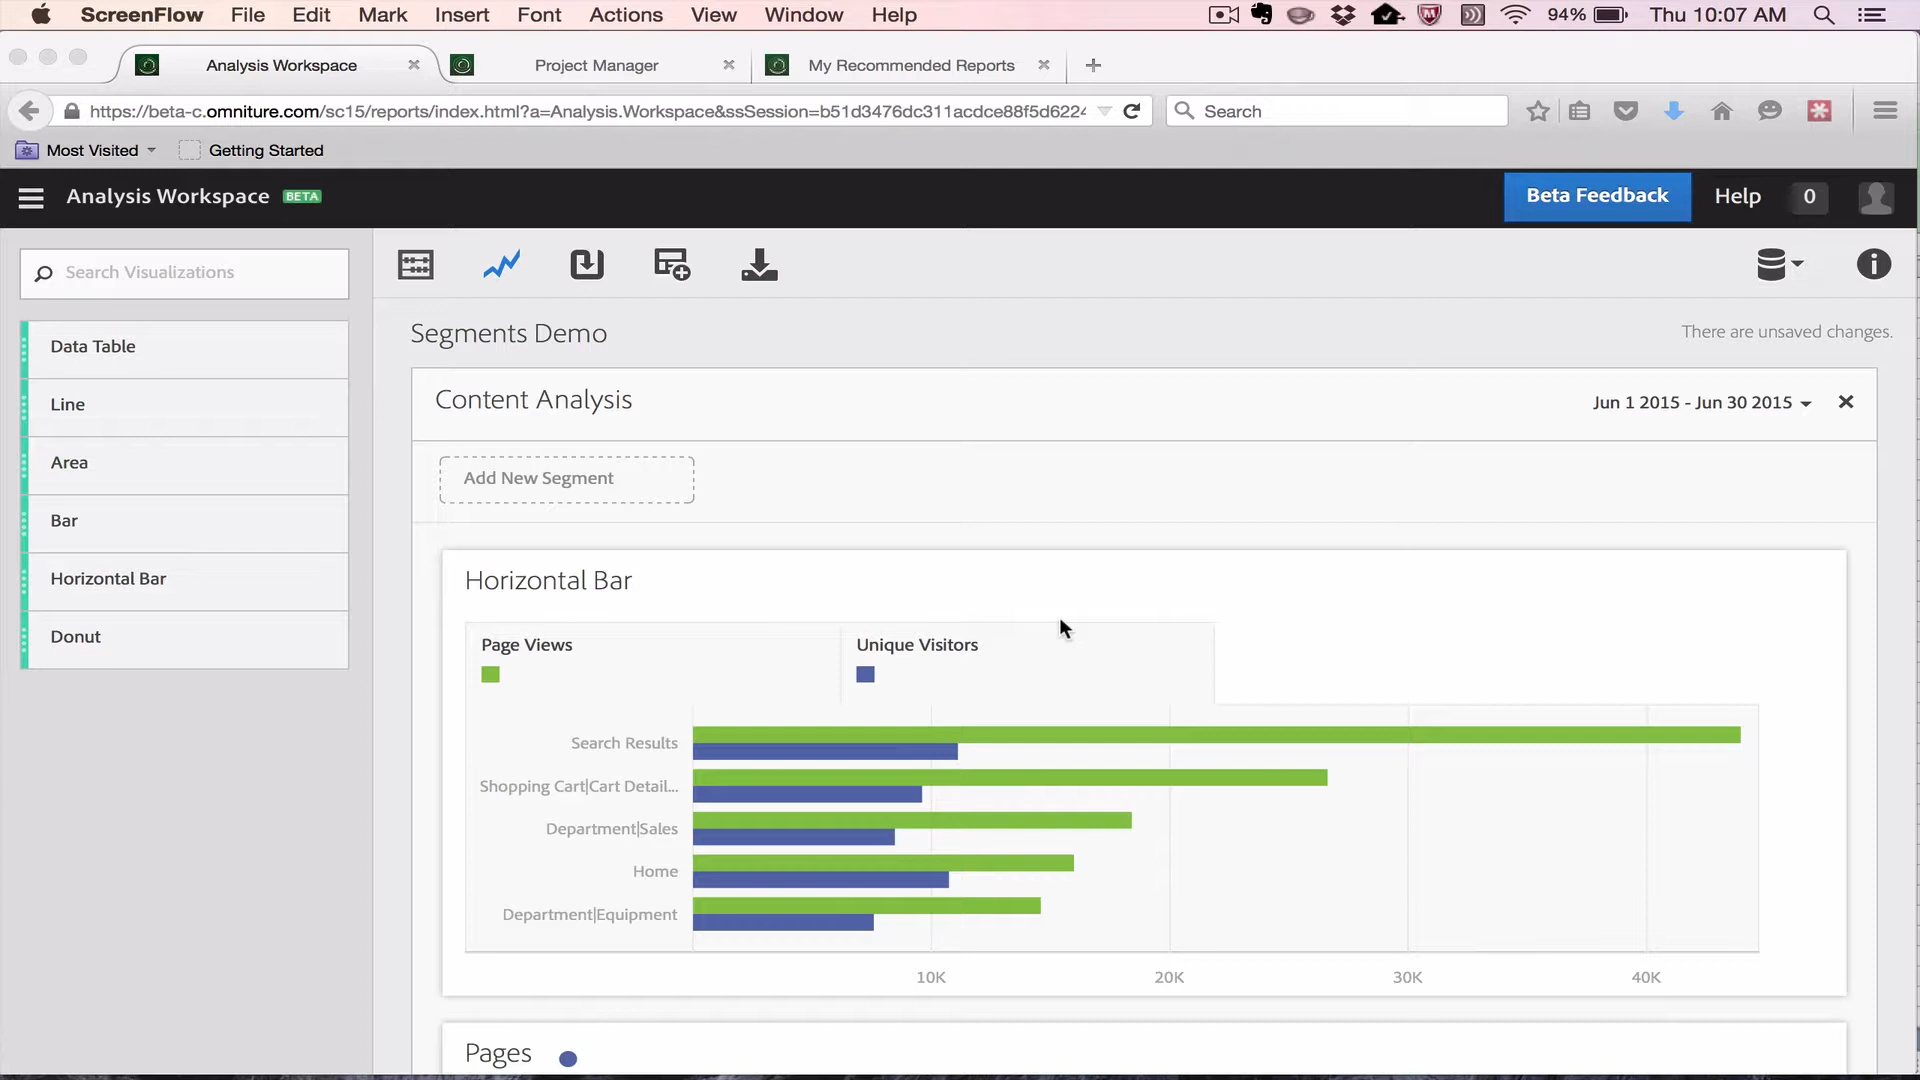 ScreenFlow File Edit Mark Insert Font Actions View Window Help 94% Thu 10:07 AM
Analysis Workspace Project Manager My Recommended Reports
https://beta-c.omniture.com/sc15/reports/index.html?a=Analysis.Workspace&ssSession=b51d3476dc311acdce88f5d6224 Search
Most Visited Getting Started
Analysis Workspace BETA Beta Feedback Help 0
Search Visualizations
Data Table
Line
Area
Bar
Horizontal Bar
Donut
Segments Demo There are unsaved changes.
Content Analysis Jun 1 2015 - Jun 30 2015
Add New Segment
Horizontal Bar
Page Views Unique Visitors
Search Results
Shopping Cart|Cart Detail...
Department|Sales
Home
Department|Equipment
10K 20K 30K 40K
Pages